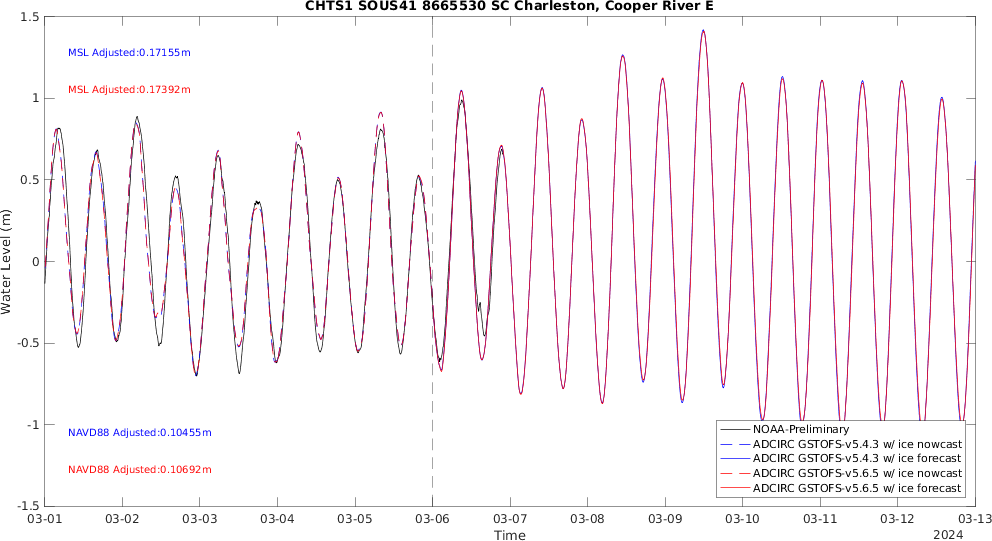 CHTS1 SOUS41 8665530 SC Charleston, Cooper River E
1.5
1
0.5
0
-0.5
-1
-1.5
Water Level (m)
MSL Adjusted:0.17155m
MSL Adjusted:0.17392m
NAVD88 Adjusted:0.10455m
NAVD88 Adjusted:0.10692m
NOAA-Preliminary
ADCIRC GSTOFS-v5.4.3 w/ ice nowcast
ADCIRC GSTOFS-v5.4.3 w/ ice forecast
ADCIRC GSTOFS-v5.6.5 w/ ice nowcast
ADCIRC GSTOFS-v5.6.5 w/ ice forecast
03-01 03-02 03-03 03-04 03-05 03-06 03-07 03-08 03-09 03-10 03-11 03-12 03-13
Time
2024